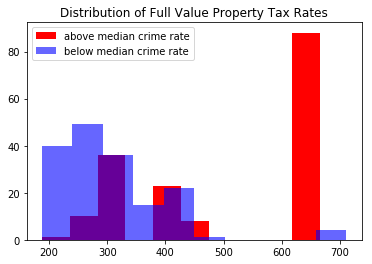 Distribution of Full Value Property Tax Rates
above median crime rate
below median crime rate
80
60
40
20
0
200 300 400 500 600 700